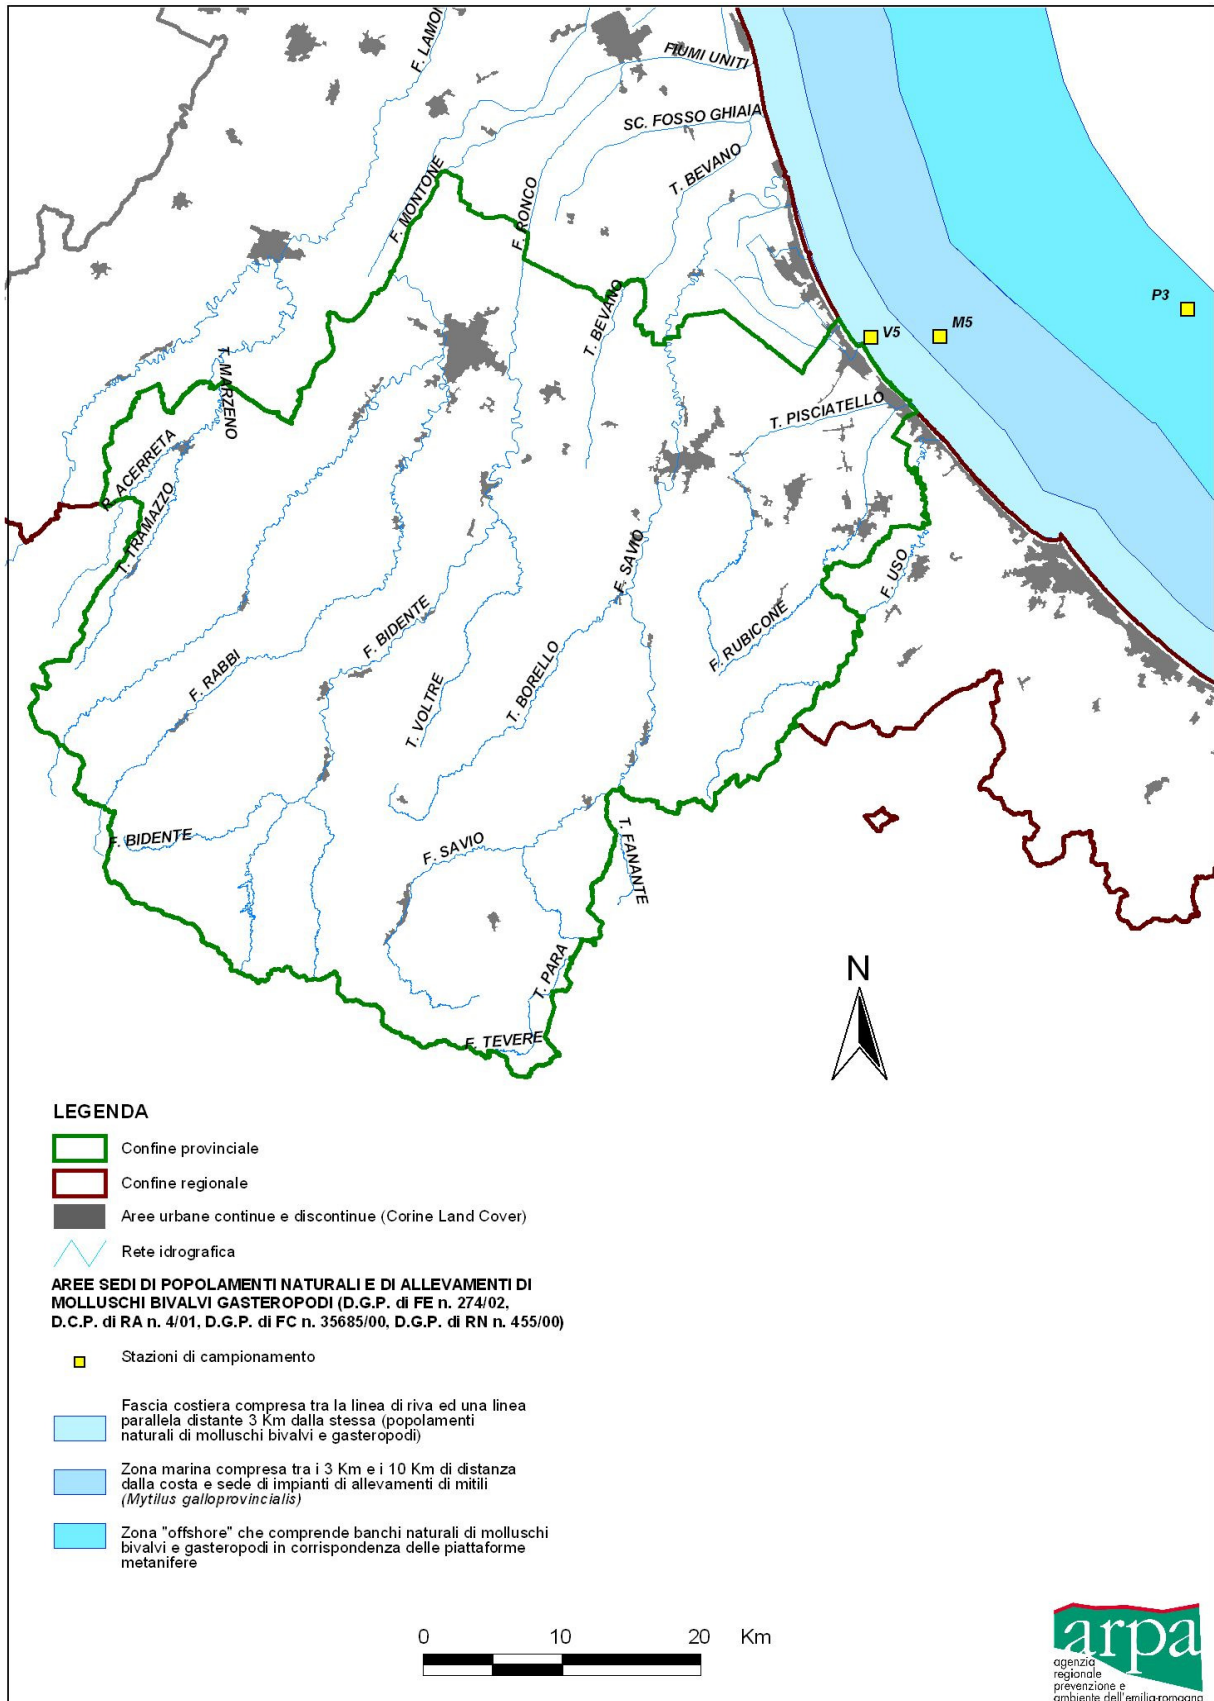 F. LAMON
FIUMI UNITI
SC. FOSSO GHIAIA
T. BEVANO
F. MONTONE
F. RONCO
P3
T. BEVANO
V5
M5
T. MARZENO
T. PISCIATELLO
R. ACERRETA
T. TRAMAZZO
F. SAVIO
F. USO
F. BIDENTE
F. RUBICONE
F. RABBI
T. BORELLO
T. VOLTRE
F. BIDENTE
F. SAVIO
T. FANANTE
T. PARA
F. TEVERE
N
LEGENDA
Confine provinciale
Confine regionale
Aree urbane continue e discontinue (Corine Land Cover)
Rete idrografica
AREE SEDI DI POPOLAMENTI NATURALI E DI ALLEVAMENTI DI
MOLLUSCHI BIVALVI GASTEROPODI (D.G.P. di FE n. 274/02,
D.C.P. di RA n. 4/01, D.G.P. di FC n. 35685/00, D.G.P. di RN n. 455/00)
Stazioni di campionamento
Fascia costiera compresa tra la linea di riva ed una linea
parallela distante 3 Km dalla stessa (popolamenti
naturali di molluschi bivalvi e gasteropodi)
Zona marina compresa tra i 3 Km e i 10 Km di distanza
dalla costa e sede di impianti di allevamenti di mitili
(Mytilus galloprovincialis)
Zona "offshore" che comprende banchi naturali di molluschi
bivalvi e gasteropodi in corrispondenza delle piattaforme
metanifere
0 10 20 Km
arpa
agenzia
regionale
prevenzione e
ambiente dell'emilia-romagna